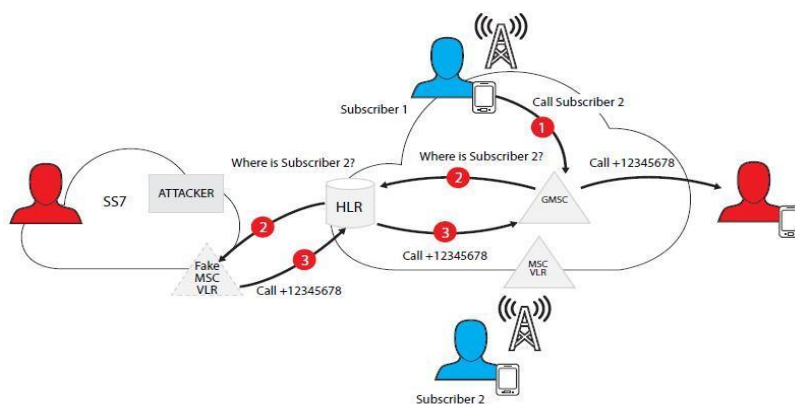 Subscriber 1
Call Subscriber 2
1
Where is Subscriber 2?
Where is Subscriber 2?
Call +12345678
SS7
ATTACKER
2
HLR
GMSC
2
3
3
Call +12345678
Fake
MSC
VLR
Call +12345678
MSC
VLR
Subscriber 2